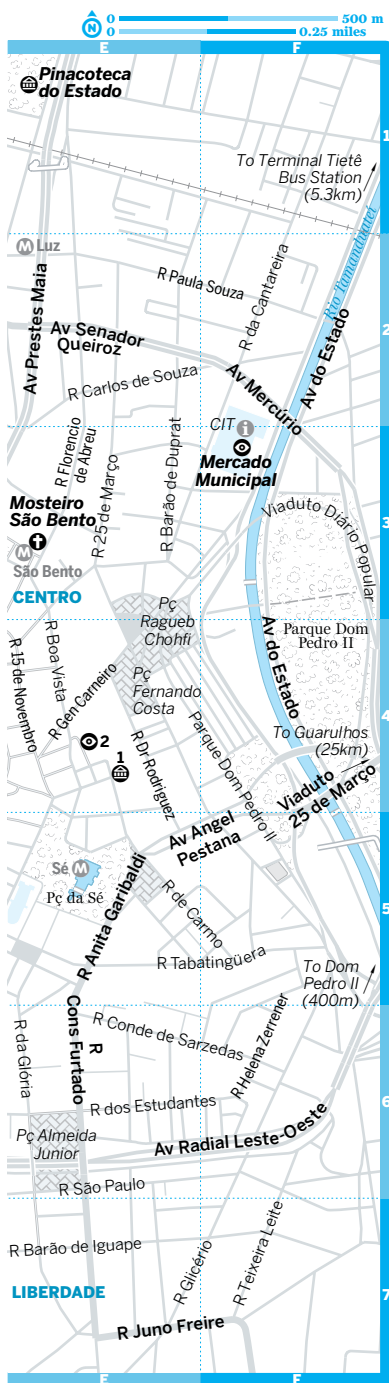 0 500 m
0 0.25 miles
N
E F
Pinacoteca
do Estado
1
To Terminal Tietê
Bus Station
(5.3km)
M Luz
Rio Tamanduateí
R Paula Souza
R da Cantareira
2
Av Prestes Maia
Av Senador
Queiroz
Av do Estado
R Carlos de Souza
Av Mercúrio
CIT i
R Florencio
de Abreu
R 25 de Março
R Barão de Duprat
Mercado
Municipal
Mosteiro
São Bento
Viaduto Diário Popular
3
M
São Bento
CENTRO
Pç
Ragueb
Chohfi
Av do Estado
Parque Dom
Pedro II
R 15 de Novembro
R Boa Vista
R Gen Carneiro
Pç
Fernando
Costa
4
2
1
R Dr Rodriguez
Parque Dom Pedro II
To Guarulhos
(25km)
Viaduto
25 de Março
Av Angel
Pestana
Sé M
Pç da Sé
R Anita Garibaldi
R de Carmo
5
R Tabatingüera
To Dom
Pedro II
(400m)
R da Glória
R
Cons Furtado
R Conde de Sarzedas
R Helena Zerrener
6
R dos Estudantes
Pç Almeida
Junior
Av Radial Leste-Oeste
R São Paulo
R Barão de Iguape
R Glicério
R Teixeira Leite
LIBERDADE
7
R Juno Freire
E F